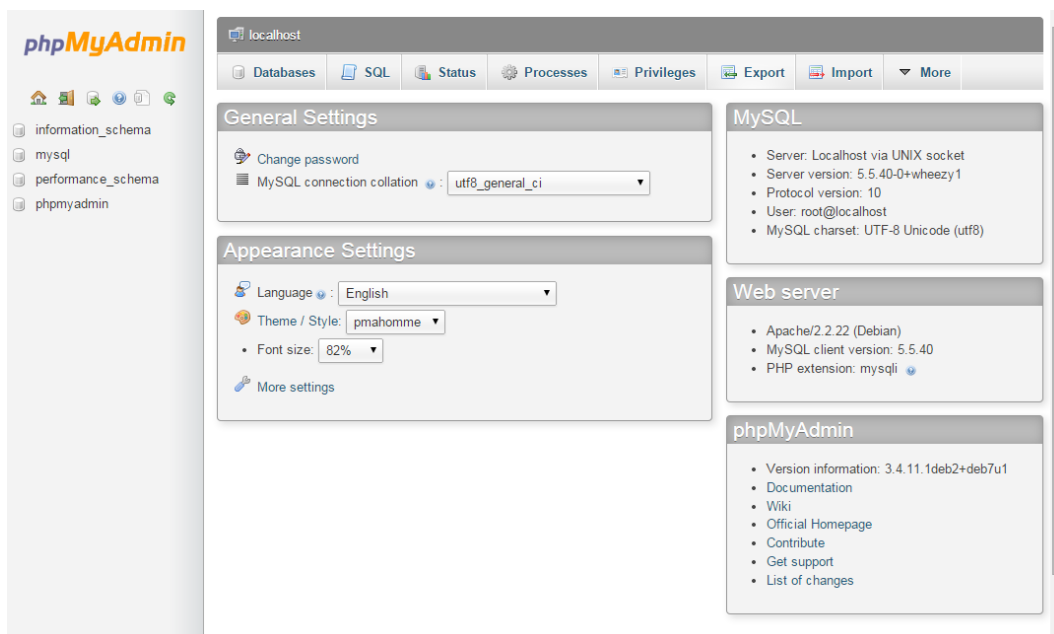 phpMyAdmin
information_schema
mysql
performance_schema
phpmyadmin
localhost
Databases SQL Status Processes Privileges Export Import More
General Settings
Change password
MySQL connection collation : utf8_general_ci
Appearance Settings
Language : English
Theme / Style: pmahomme
• Font size: 82%
More settings
MySQL
• Server: Localhost via UNIX socket
• Server version: 5.5.40-0+wheezy1
• Protocol version: 10
• User: root@localhost
• MySQL charset: UTF-8 Unicode (utf8)
Web server
• Apache/2.2.22 (Debian)
• MySQL client version: 5.5.40
• PHP extension: mysqli
phpMyAdmin
• Version information: 3.4.11.1deb2+deb7u1
• Documentation
• Wiki
• Official Homepage
• Contribute
• Get support
• List of changes